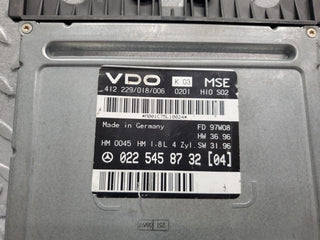 VDO K 03 MSE
412 229/018/006 0201 H10 S02
Made in Germany FD 97W08
HW 36.96
HM 0045 HM 1.8L 4 Zyl. SW 31 96
022 545 87 32 [04]